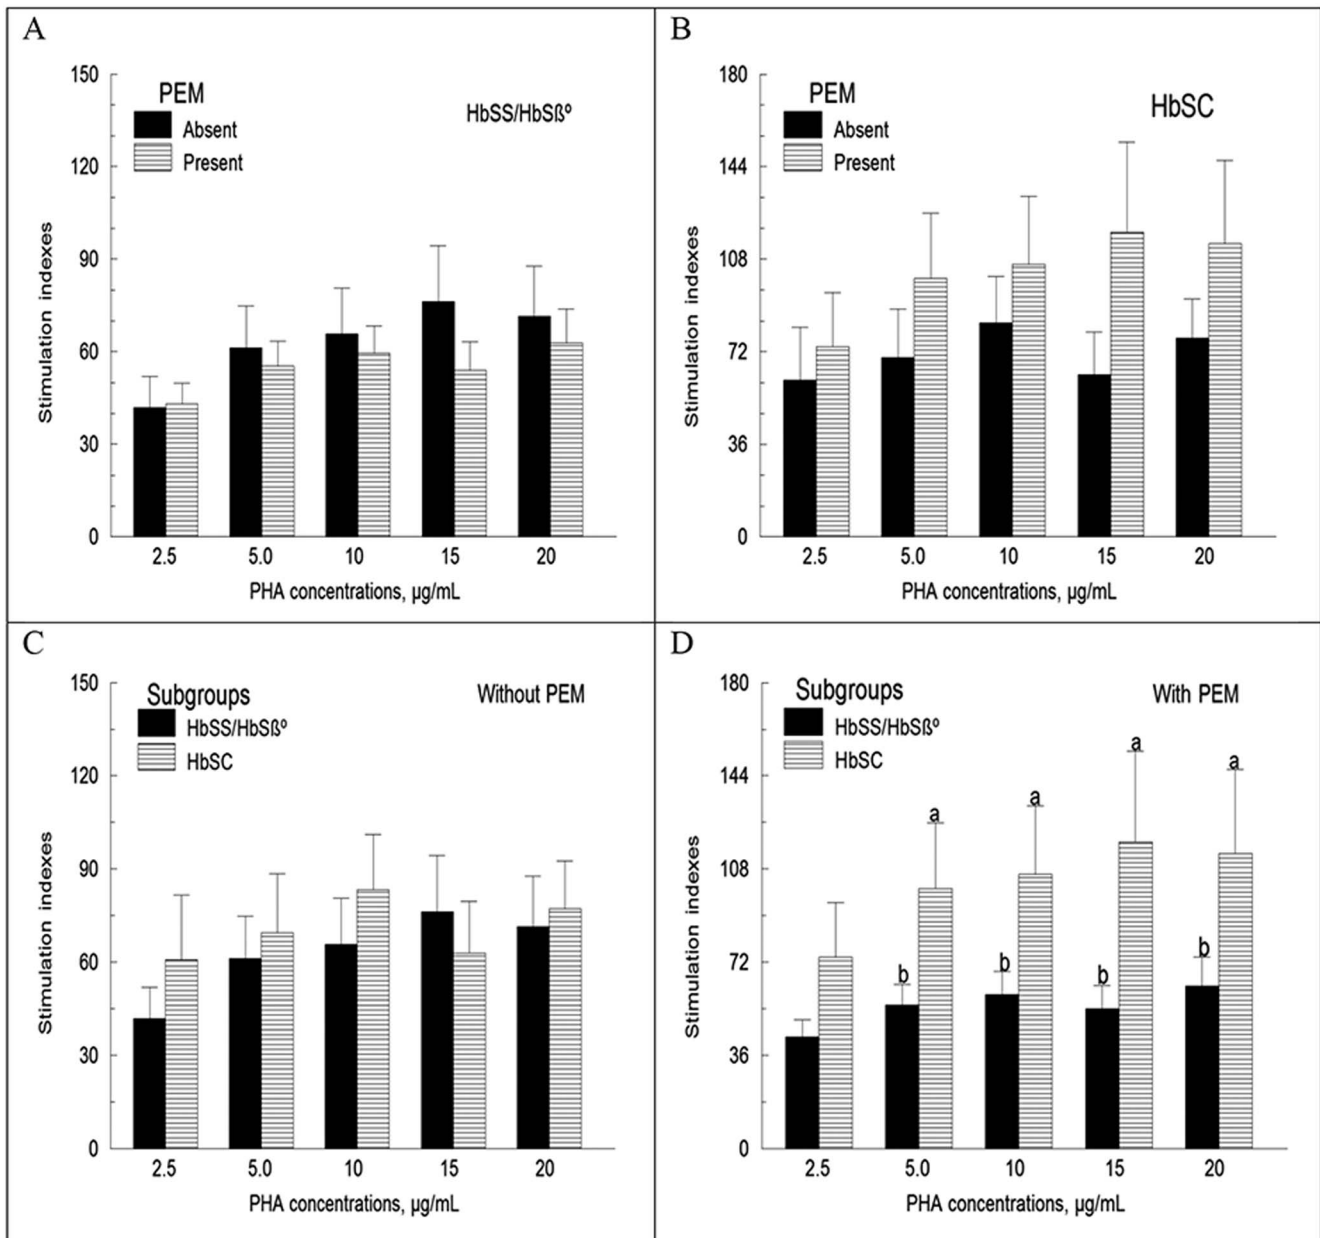 A
PEM
Absent
Present
HbSS/HbSßº
150
120
90
60
30
0
Stimulation indexes
2.5 5.0 10 15 20
PHA concentrations, µg/mL
B
PEM
Absent
Present
HbSC
180
144
108
72
36
0
Stimulation indexes
2.5 5.0 10 15 20
PHA concentrations, µg/mL
C
Subgroups
HbSS/HbSßº
HbSC
Without PEM
150
120
90
60
30
0
Stimulation indexes
2.5 5.0 10 15 20
PHA concentrations, µg/mL
D
Subgroups
HbSS/HbSßº
HbSC
With PEM
180
144
108
72
36
0
Stimulation indexes
a a a a
b b b b
2.5 5.0 10 15 20
PHA concentrations, µg/mL